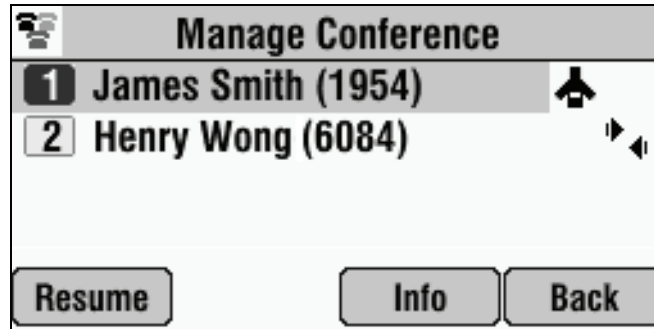 Manage Conference
1 James Smith (1954)
2 Henry Wong (6084)
Resume Info Back